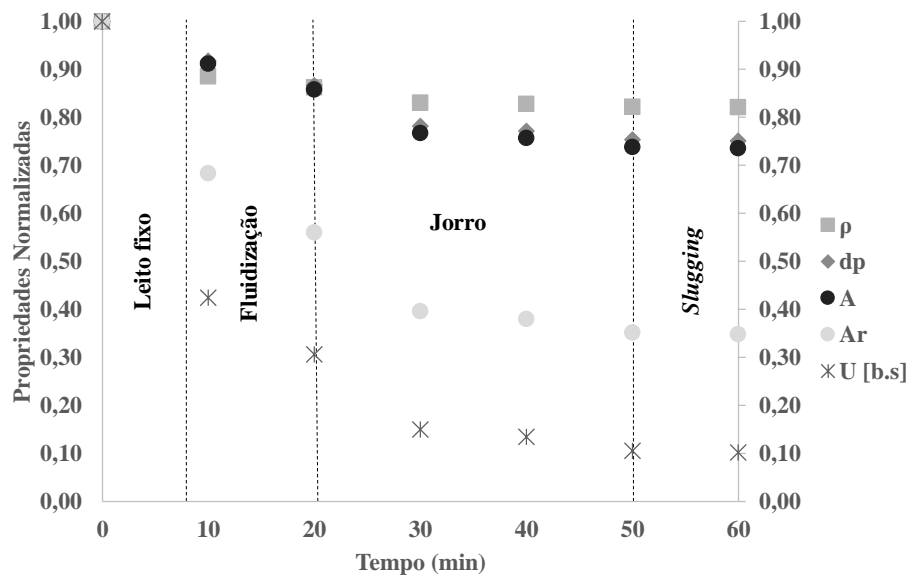 1,00
0,90
0,80
0,70
0,60
0,50
0,40
0,30
0,20
0,10
0,00
Propriedades Normalizadas
Leito fixo
Fluidização
Jorro
Slugging
1,00
0,90
0,80
0,70
0,60
0,50
0,40
0,30
0,20
0,10
0,00
0 10 20 30 40 50 60
Tempo (min)
ρ
dp
A
Ar
U [b.s]